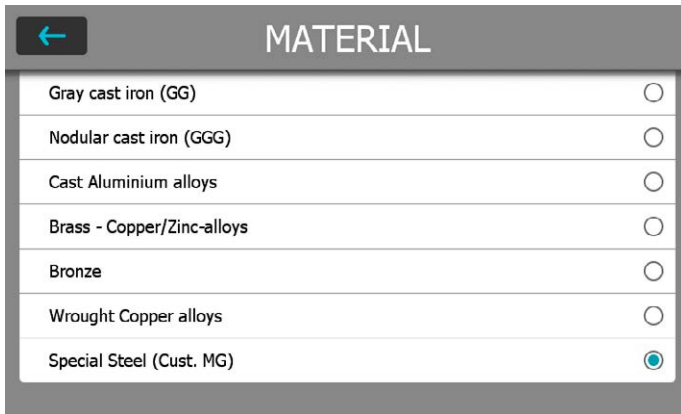 MATERIAL
Gray cast iron (GG)
Nodular cast iron (GGG)
Cast Aluminium alloys
Brass - Copper/Zinc-alloys
Bronze
Wrought Copper alloys
Special Steel (Cust. MG)